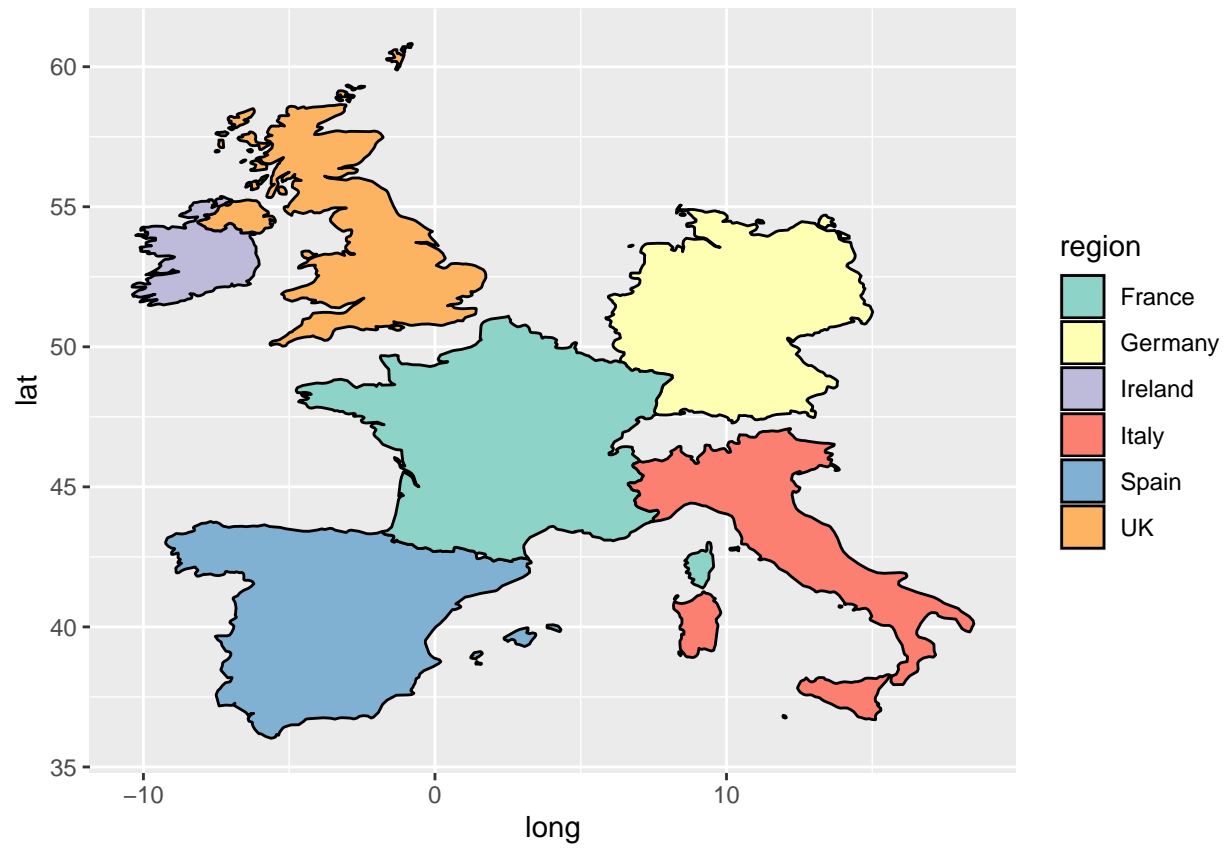 60
55
50
45
40
35
lat
−10
0
10
long
region
France
Germany
Ireland
Italy
Spain
UK